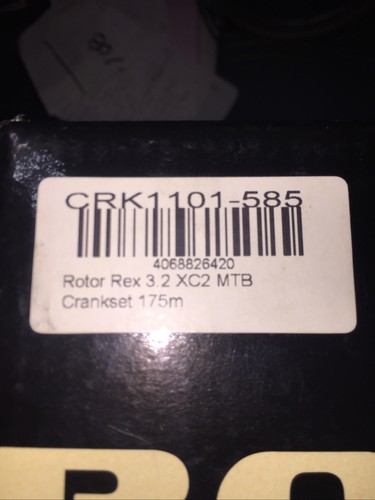 CRK1101-585
4068826420
Rotor Rex 3.2 XC2 MTB
Crankset 175m